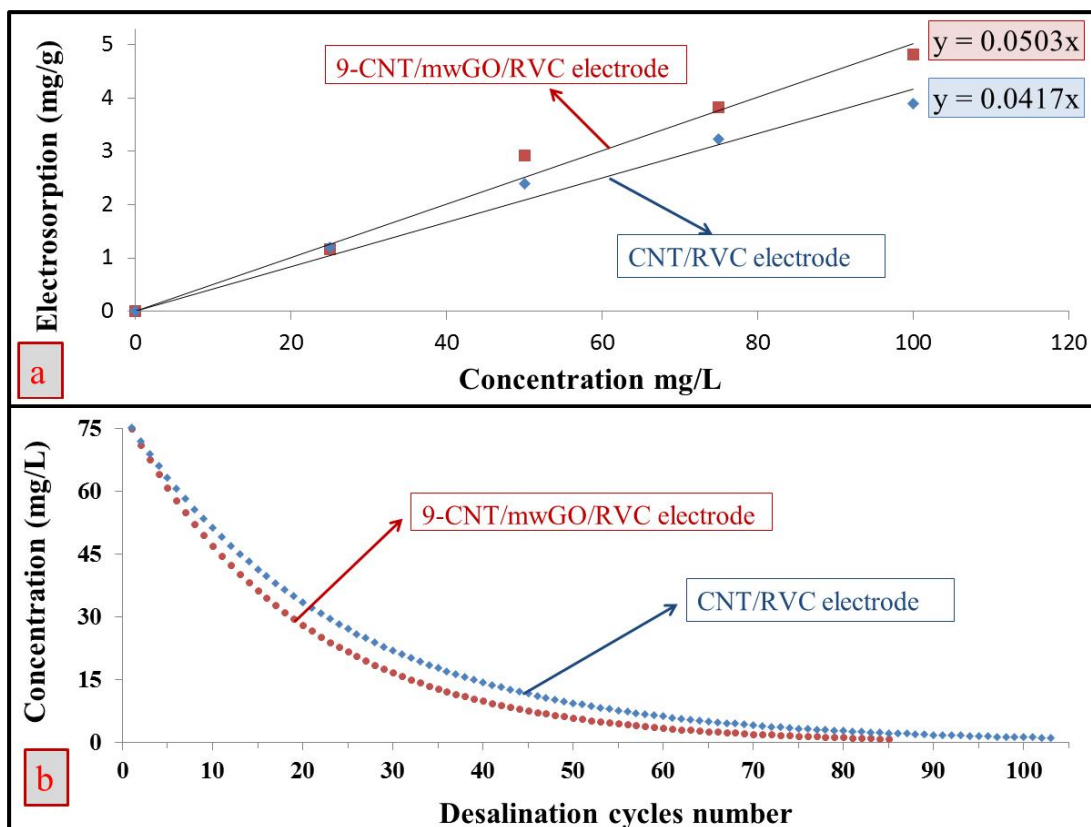 Electrosorption (mg/g)
5
4
3
2
1
0
9-CNT/mwGO/RVC electrode
y = 0.0503x
y = 0.0417x
CNT/RVC electrode
0 20 40 60 80 100 120
Concentration mg/L
a
Concentration (mg/L)
75
60
45
30
15
0
9-CNT/mwGO/RVC electrode
CNT/RVC electrode
0 10 20 30 40 50 60 70 80 90 100
Desalination cycles number
b